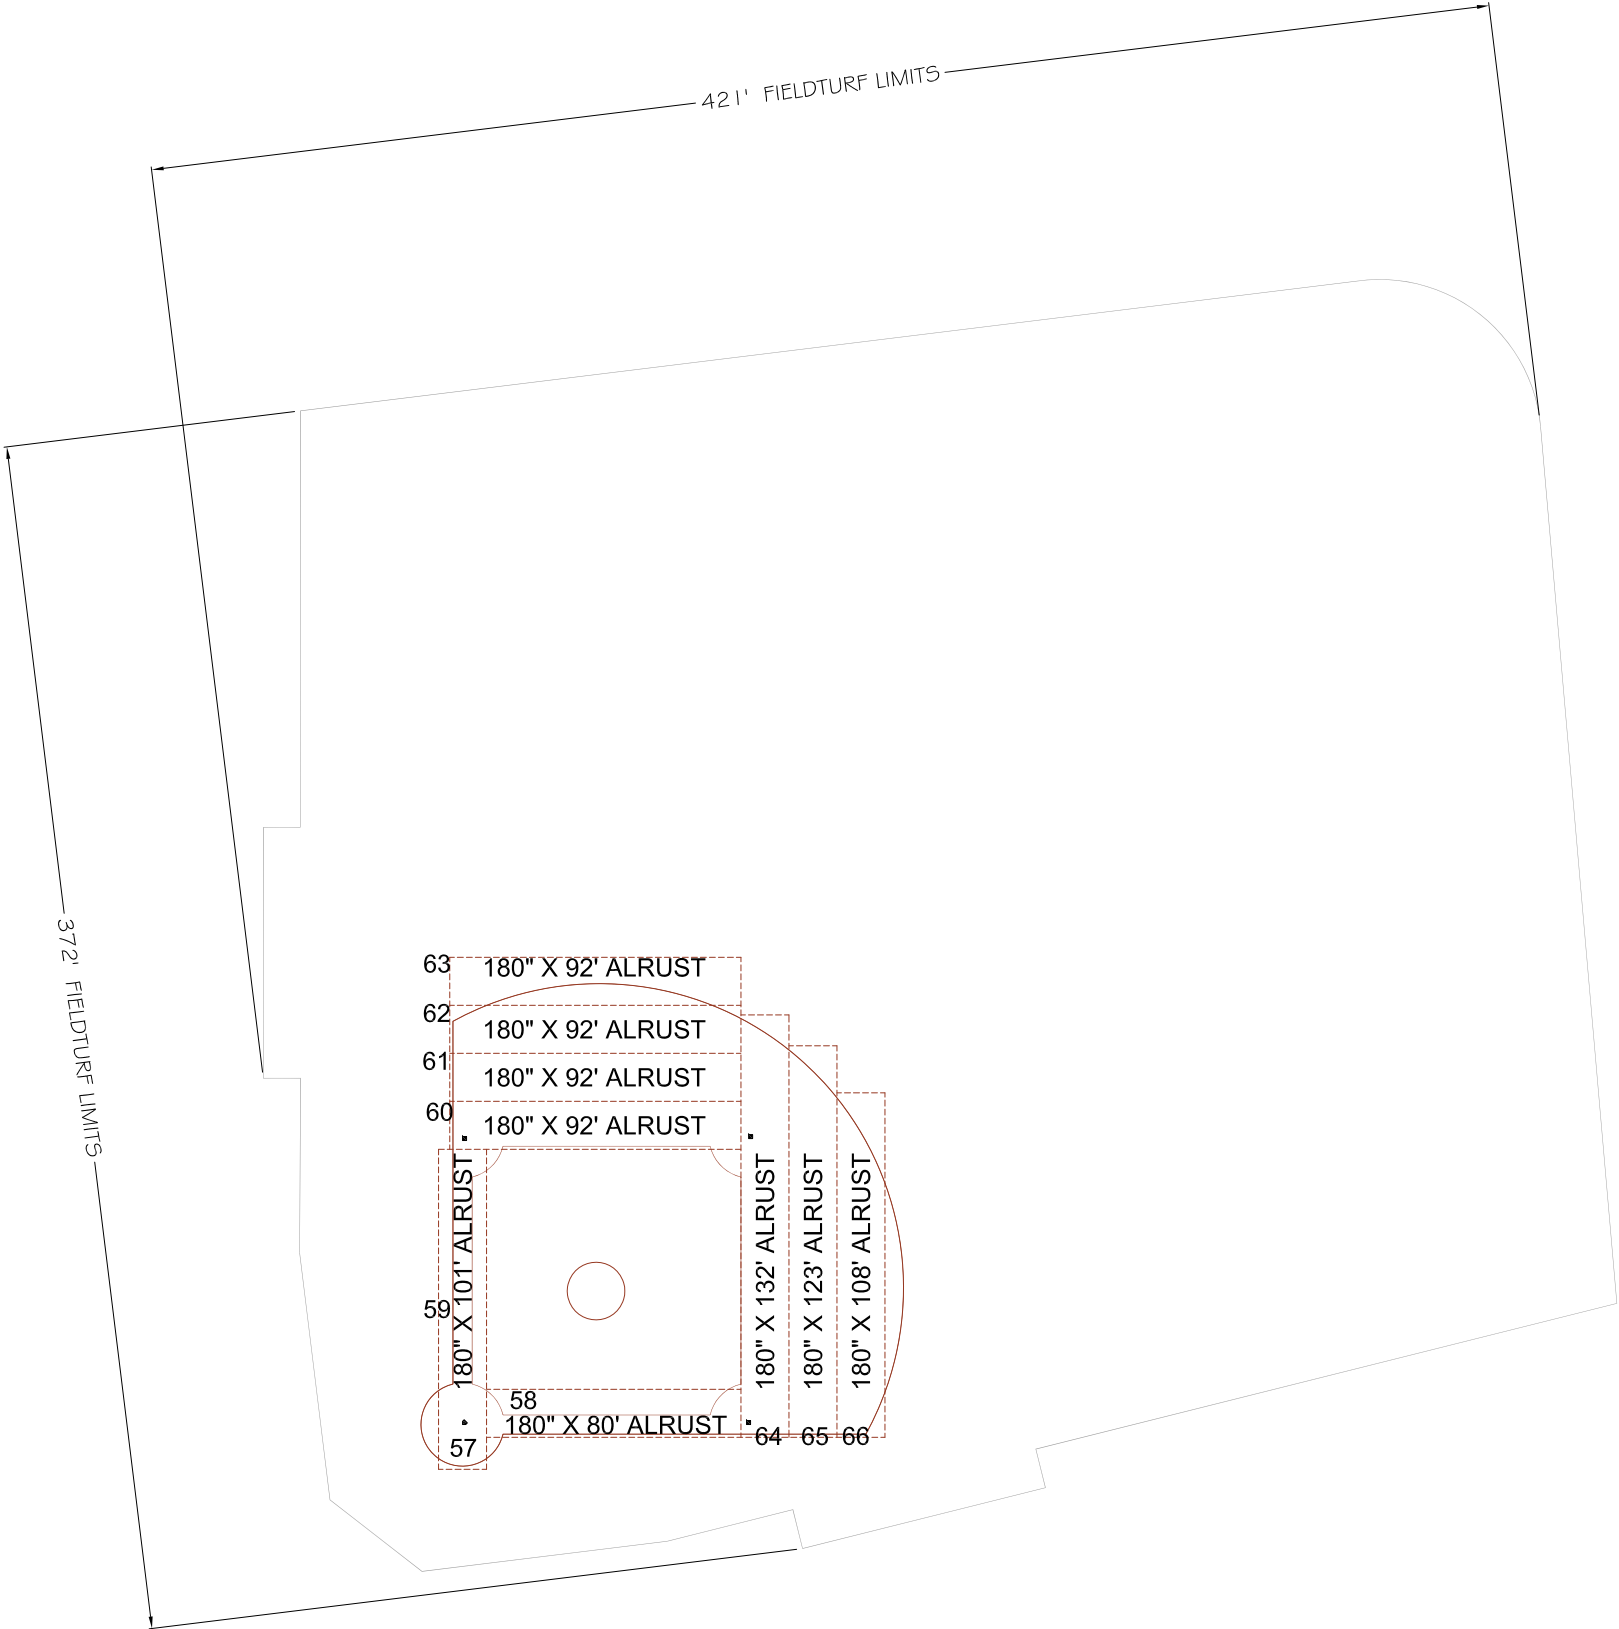 421' FIELDTURF LIMITS
372' FIELDTURF LIMITS
63
180" X 92' ALRUST
62
180" X 92' ALRUST
61
180" X 92' ALRUST
60
180" X 92' ALRUST
59
180" X 101' ALRUST
180" X 132' ALRUST
180" X 123' ALRUST
180" X 108' ALRUST
58
180" X 80' ALRUST
57
64
65
66